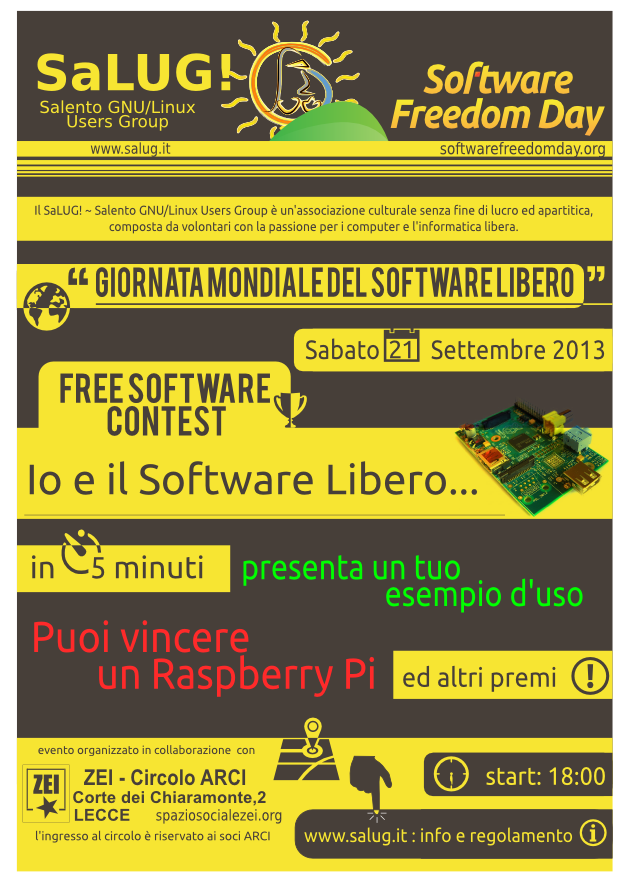 SaLUG!
Salento GNU/Linux
Users Group
Software
Freedom Day
www.salug.it
softwarefreedomday.org
Il SaLUG! ~ Salento GNU/Linux Users Group è un'associazione culturale senza fine di lucro ed apartitica,
composta da volontari con la passione per i computer e l'informatica libera.
“ GIORNATA MONDIALE DEL SOFTWARE LIBERO ”
Sabato 21 Settembre 2013
FREE SOFTWARE
CONTEST
Io e il Software Libero...
in 5 minuti
presenta un tuo
esempio d'uso
Puoi vincere
un Raspberry Pi
ed altri premi !
evento organizzato in collaborazione con
ZEI
ZEI - Circolo ARCI
Corte dei Chiaramonte,2
LECCE spaziosocialezei.org
l'ingresso al circolo è riservato ai soci ARCI
start: 18:00
www.salug.it : info e regolamento i